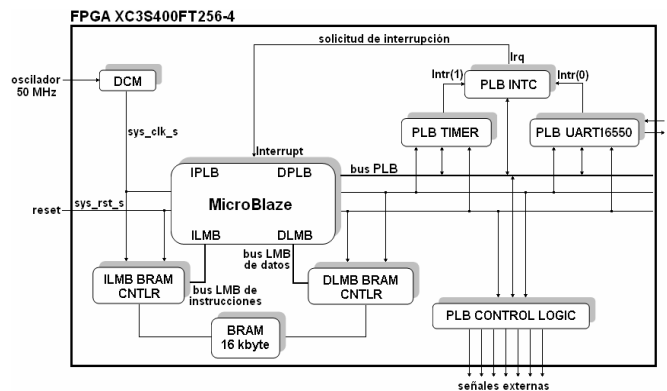 FPGA XC3S400FT256-4
solicitud de interrupción
Irq
oscilador
50 MHz
DCM
Intr(1)
PLB INTC
Intr(0)
sys_clk_s
PLB TIMER
PLB UART16550
Interrupt
IPLB
DPLB
bus PLB
MicroBlaze
reset
sys_rst_s
ILMB
DLMB
bus LMB
de datos
ILMB BRAM
CNTLR
bus LMB de
instrucciones
DLMB BRAM
CNTLR
BRAM
16 kbyte
PLB CONTROL LOGIC
señales externas